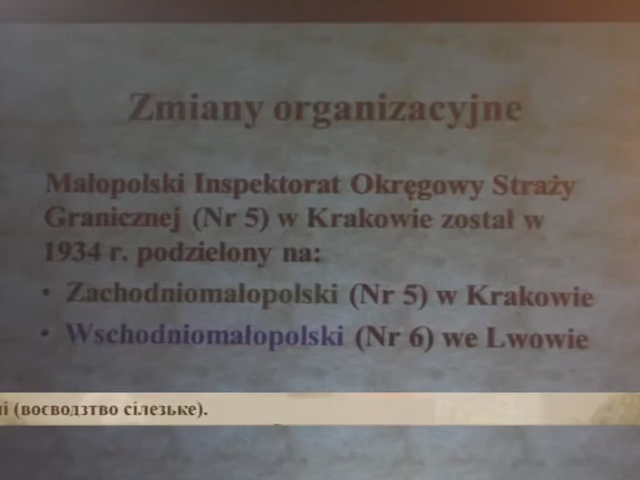 Zmiany organizacyjne
Małopolski Inspektorat Okręgowy Straży
Granicznej (Nr 5) w Krakowie został w
1934 r. podzielony na:
• Zachodniomałopolski (Nr 5) w Krakowie
• Wschodniomałopolski (Nr 6) we Lwowie
(воєводзтво сілезьке).